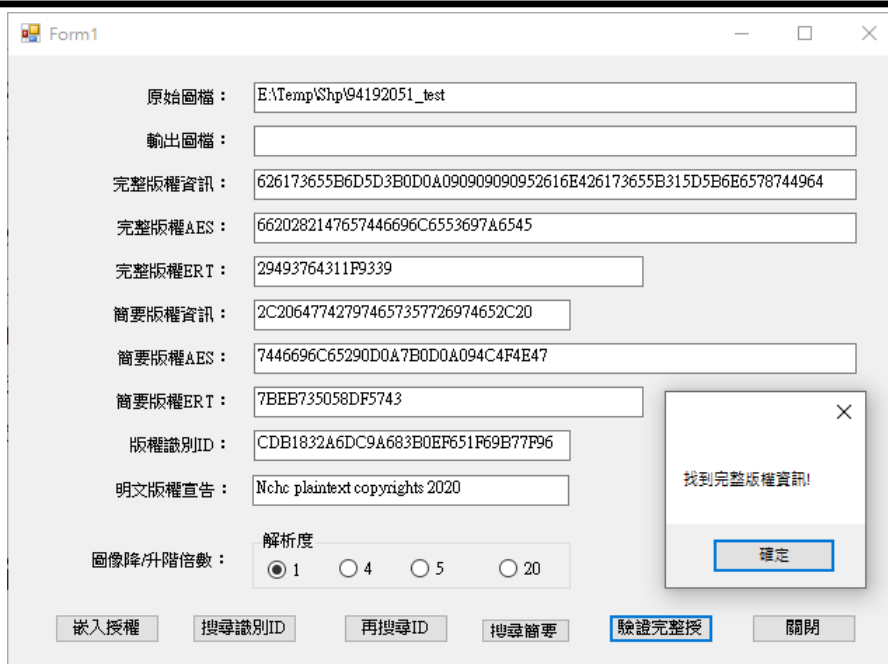 Form1
原始圖檔： E:\Temp\Shp\94192051_test
輸出圖檔：
完整版權資訊： 626173655B6D5D3B0D0A090909090952616E426173655B315D5B6E6578744964
完整版權AES： 6620282147657446696C6553697A6545
完整版權ERT： 29493764311F9339
簡要版權資訊： 2C2064774279746577357726974652C20
簡要版權AES： 7446696C65290D0A7B0D0A094C4F4E47
簡要版權ERT： 7BEB735058DF5743
版權識別ID： CDB1832A6DC9A683B0EF651F69B77F96
明文版權宣告： Nchc plaintext copyrights 2020
找到完整版權資訊!
確定
解析度
圖像降/升階倍數： 1 4 5 20
嵌入授權 搜尋識別ID 再搜尋ID 搜尋簡要 驗證完整授 關閉